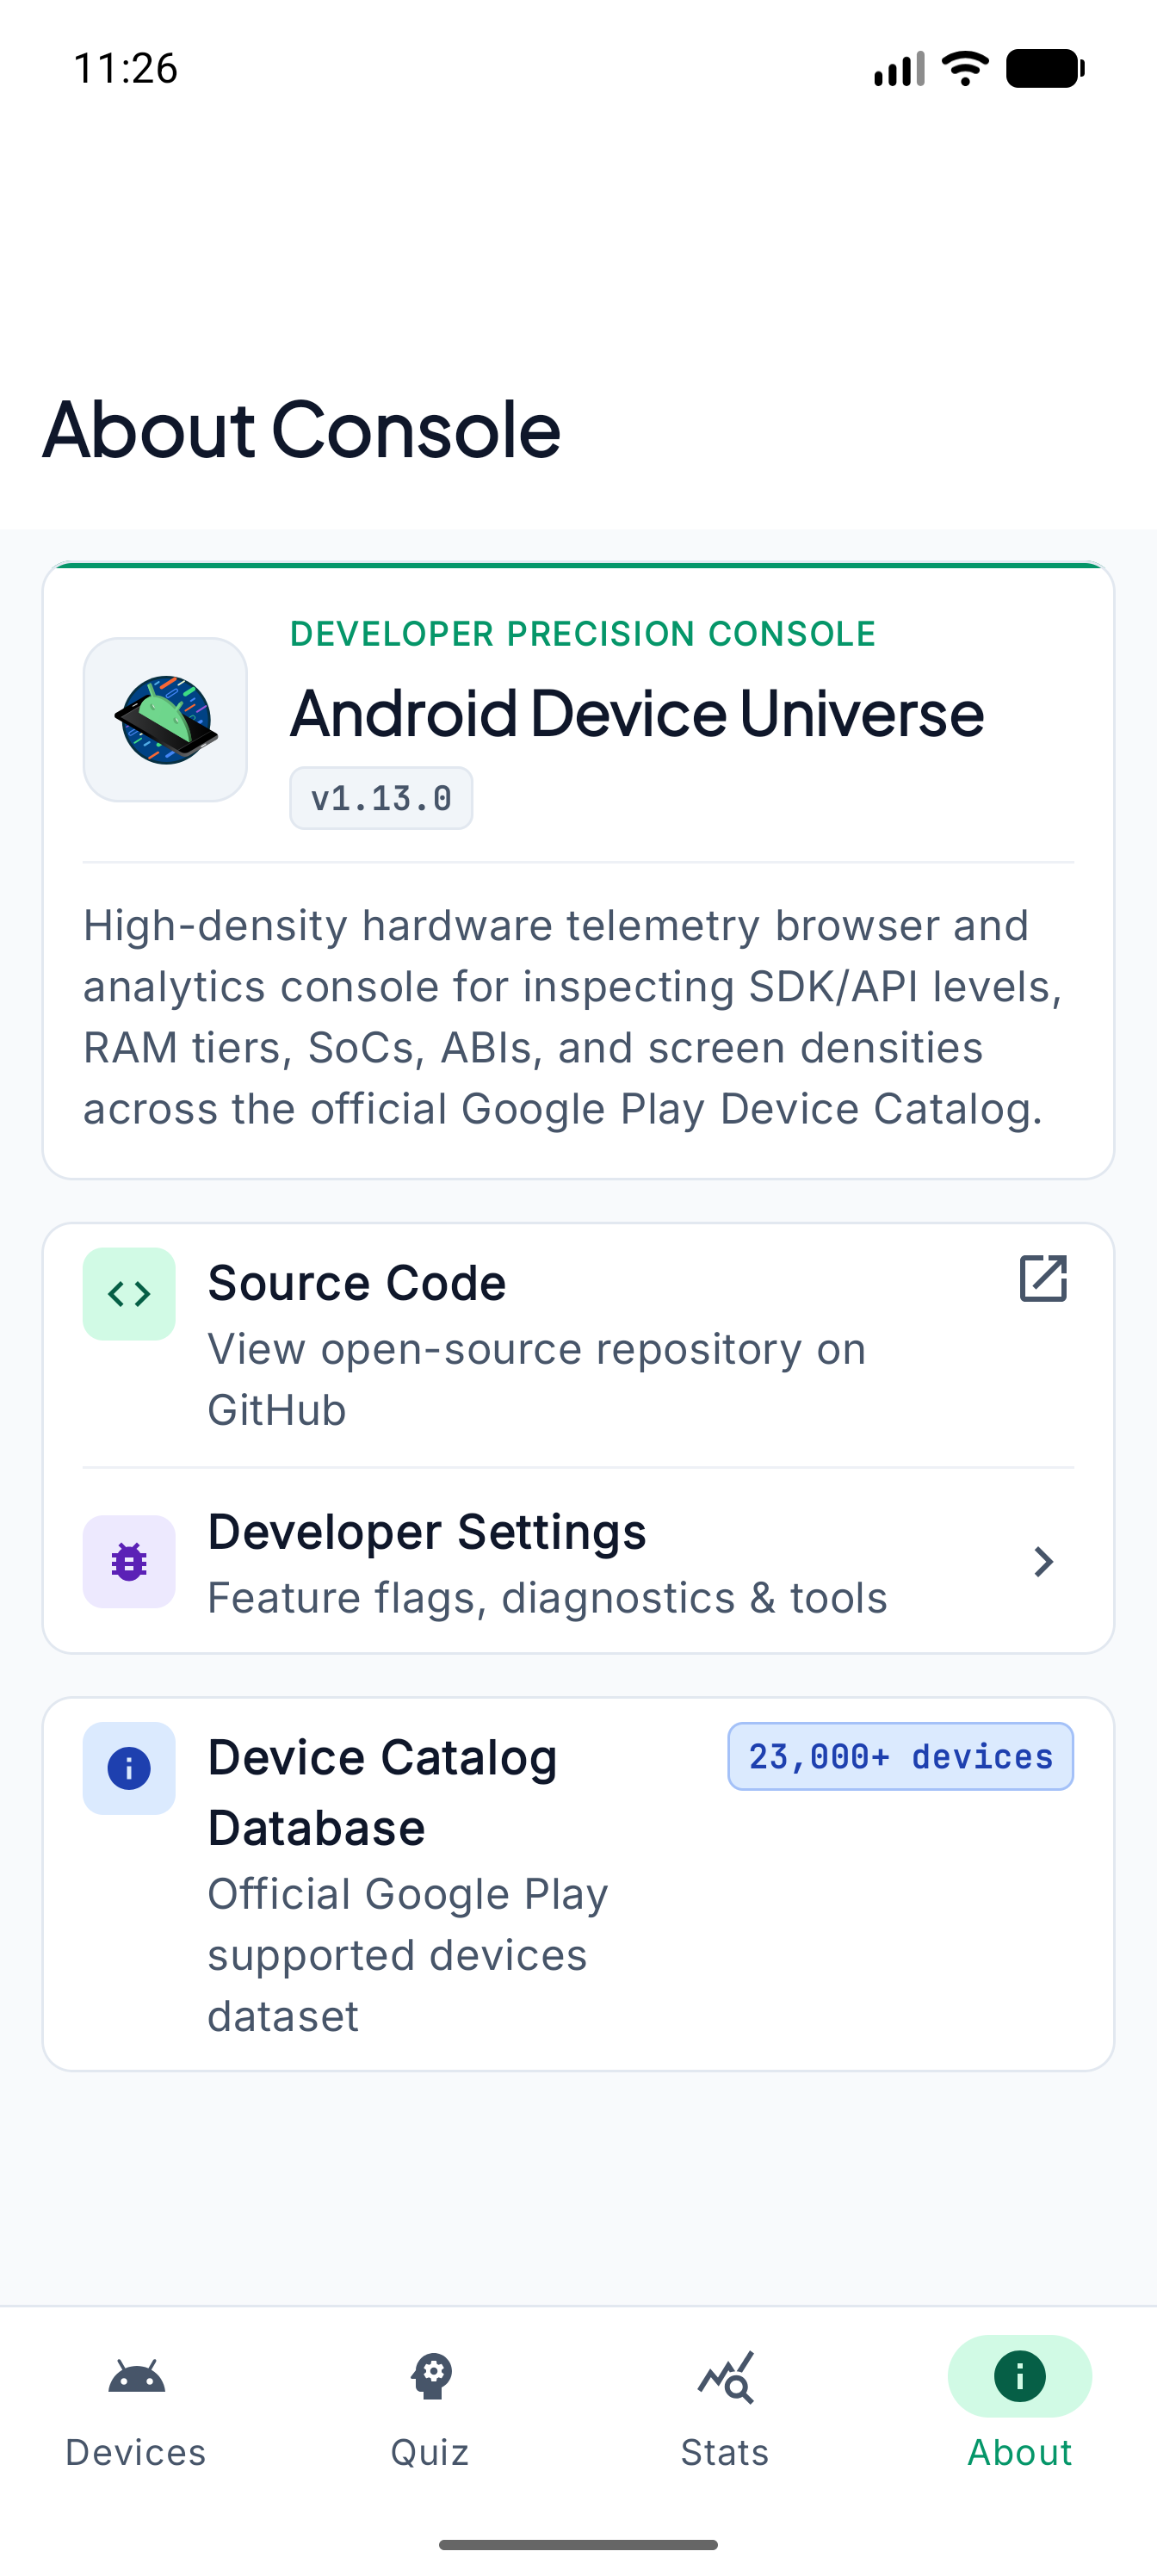 11:26
About Console
DEVELOPER PRECISION CONSOLE
Android Device Universe
v1.13.0
High-density hardware telemetry browser and
analytics console for inspecting SDK/API levels,
RAM tiers, SoCs, ABIs, and screen densities
across the official Google Play Device Catalog.
Source Code
View open-source repository on
GitHub
Developer Settings
Feature flags, diagnostics & tools
Device Catalog
Database
23,000+ devices
Official Google Play
supported devices
dataset
Devices
Quiz
Stats
About